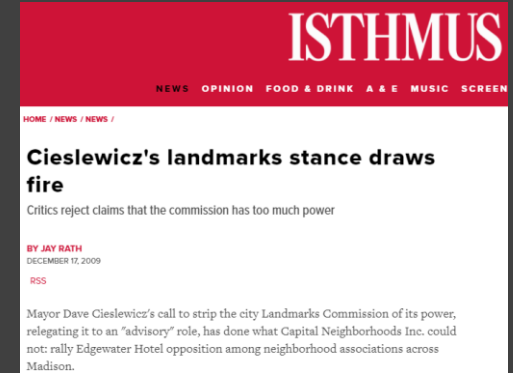 ISTHMUS
NEWS OPINION FOOD & DRINK A & E MUSIC SCREEN
HOME / NEWS / NEWS /
Cieslewicz's landmarks stance draws
fire
Critics reject claims that the commission has too much power
BY JAY RATH
DECEMBER 17, 2009
RSS
Mayor Dave Cieslewicz's call to strip the city Landmarks Commission of its power,
relegating it to an "advisory" role, has done what Capital Neighborhoods Inc. could
not: rally Edgewater Hotel opposition among neighborhood associations across
Madison.